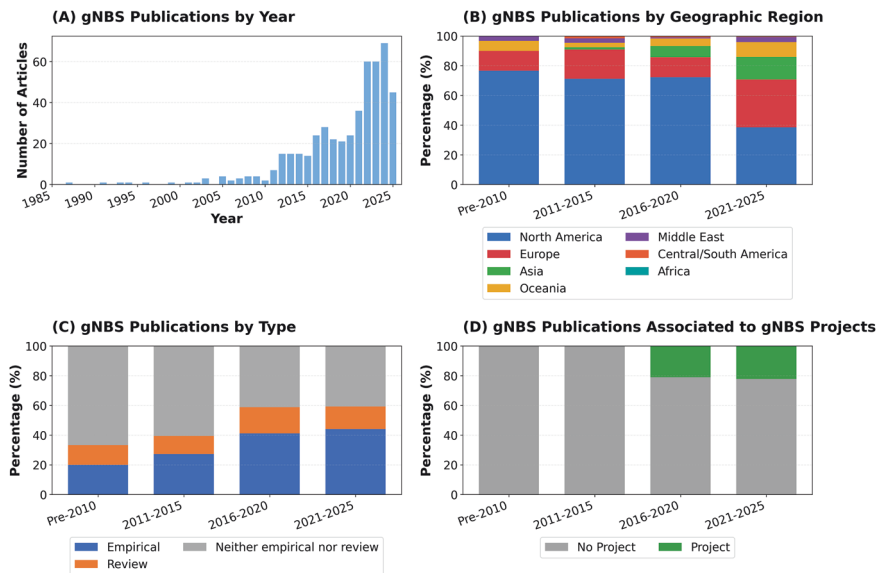 (A) gNBS Publications by Year
Number of Articles
60
40
20
0
1985
1990
1995
2000
2005
2010
2015
2020
2025
Year
(B) gNBS Publications by Geographic Region
Percentage (%)
100
80
60
40
20
0
Pre-2010
2011-2015
2016-2020
2021-2025
North America
Europe
Asia
Oceania
Middle East
Central/South America
Africa
(C) gNBS Publications by Type
Percentage (%)
100
80
60
40
20
0
Pre-2010
2011-2015
2016-2020
2021-2025
Empirical
Review
Neither empirical nor review
(D) gNBS Publications Associated to gNBS Projects
Percentage (%)
100
80
60
40
20
0
Pre-2010
2011-2015
2016-2020
2021-2025
No Project
Project